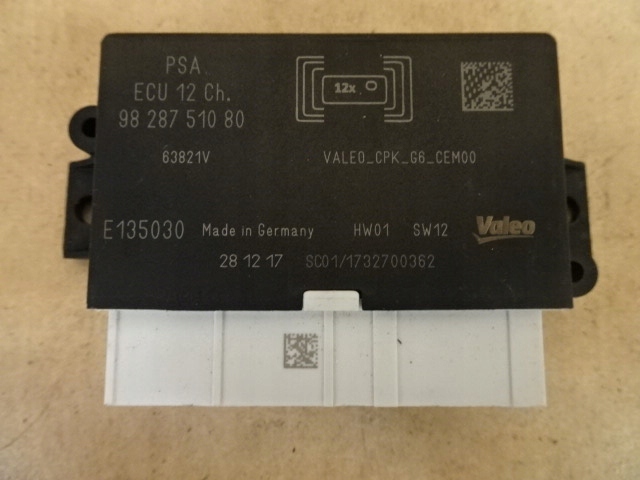 PSA
ECU 12 Ch.
98 287 510 80
12x
63821V
VALEO_CPK_G6_CEM00
E135030 Made in Germany HW01 SW12 Valeo
28 12 17 SC01/1732700362